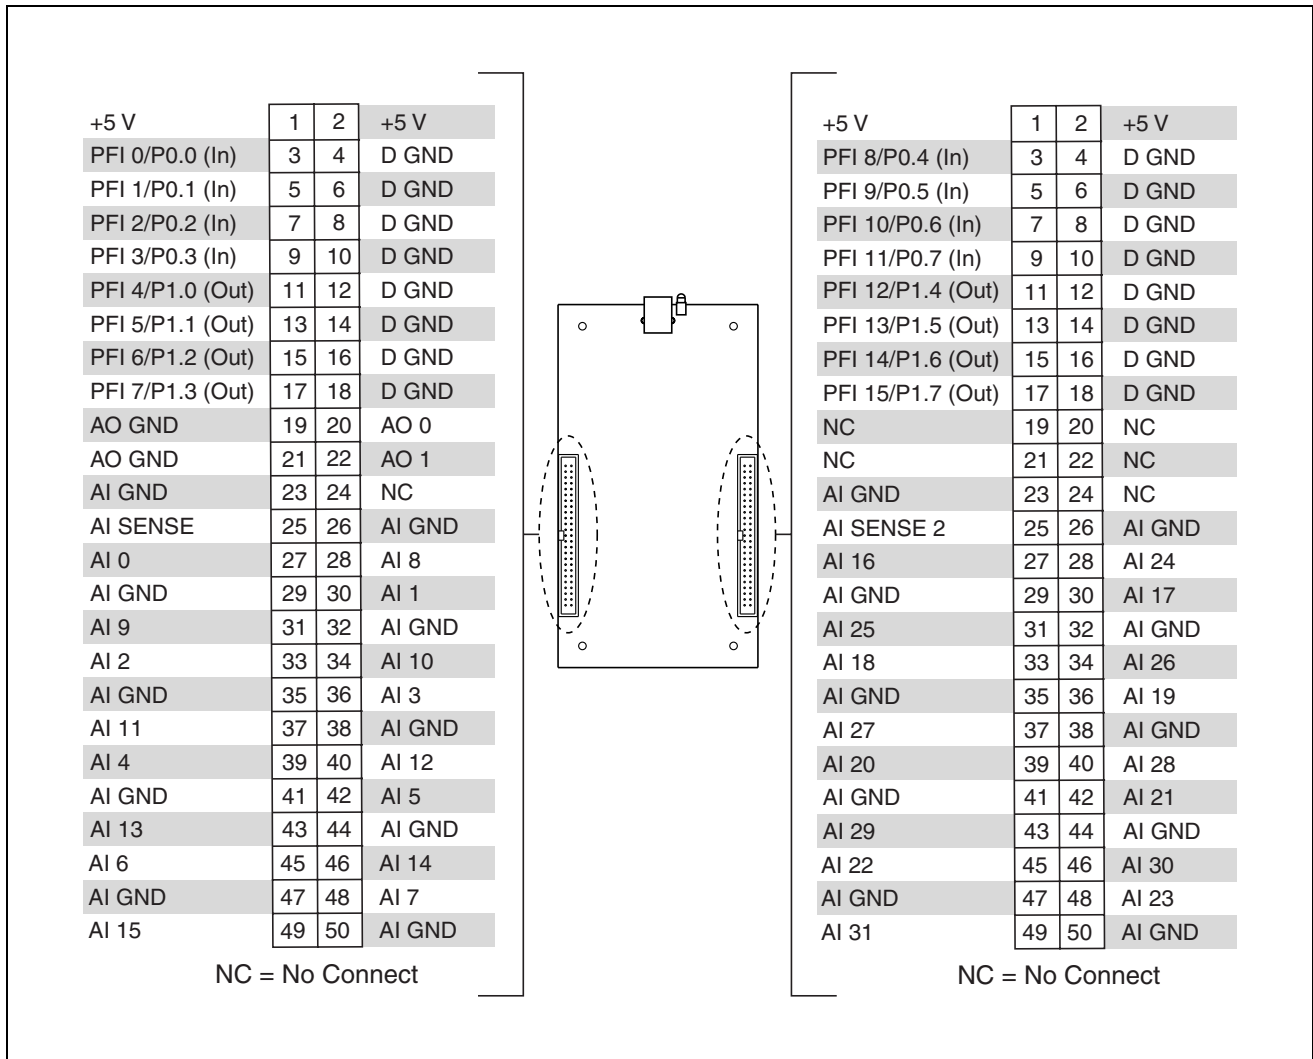 +5 V 1 2 +5 V
PFI 0/P0.0 (In) 3 4 D GND
PFI 1/P0.1 (In) 5 6 D GND
PFI 2/P0.2 (In) 7 8 D GND
PFI 3/P0.3 (In) 9 10 D GND
PFI 4/P1.0 (Out) 11 12 D GND
PFI 5/P1.1 (Out) 13 14 D GND
PFI 6/P1.2 (Out) 15 16 D GND
PFI 7/P1.3 (Out) 17 18 D GND
AO GND 19 20 AO 0
AO GND 21 22 AO 1
AI GND 23 24 NC
AI SENSE 25 26 AI GND
AI 0 27 28 AI 8
AI GND 29 30 AI 1
AI 9 31 32 AI GND
AI 2 33 34 AI 10
AI GND 35 36 AI 3
AI 11 37 38 AI GND
AI 4 39 40 AI 12
AI GND 41 42 AI 5
AI 13 43 44 AI GND
AI 6 45 46 AI 14
AI GND 47 48 AI 7
AI 15 49 50 AI GND
NC = No Connect
+5 V 1 2 +5 V
PFI 8/P0.4 (In) 3 4 D GND
PFI 9/P0.5 (In) 5 6 D GND
PFI 10/P0.6 (In) 7 8 D GND
PFI 11/P0.7 (In) 9 10 D GND
PFI 12/P1.4 (Out) 11 12 D GND
PFI 13/P1.5 (Out) 13 14 D GND
PFI 14/P1.6 (Out) 15 16 D GND
PFI 15/P1.7 (Out) 17 18 D GND
NC 19 20 NC
NC 21 22 NC
AI GND 23 24 NC
AI SENSE 2 25 26 AI GND
AI 16 27 28 AI 24
AI GND 29 30 AI 17
AI 25 31 32 AI GND
AI 18 33 34 AI 26
AI GND 35 36 AI 19
AI 27 37 38 AI GND
AI 20 39 40 AI 28
AI GND 41 42 AI 21
AI 29 43 44 AI GND
AI 22 45 46 AI 30
AI GND 47 48 AI 23
AI 31 49 50 AI GND
NC = No Connect